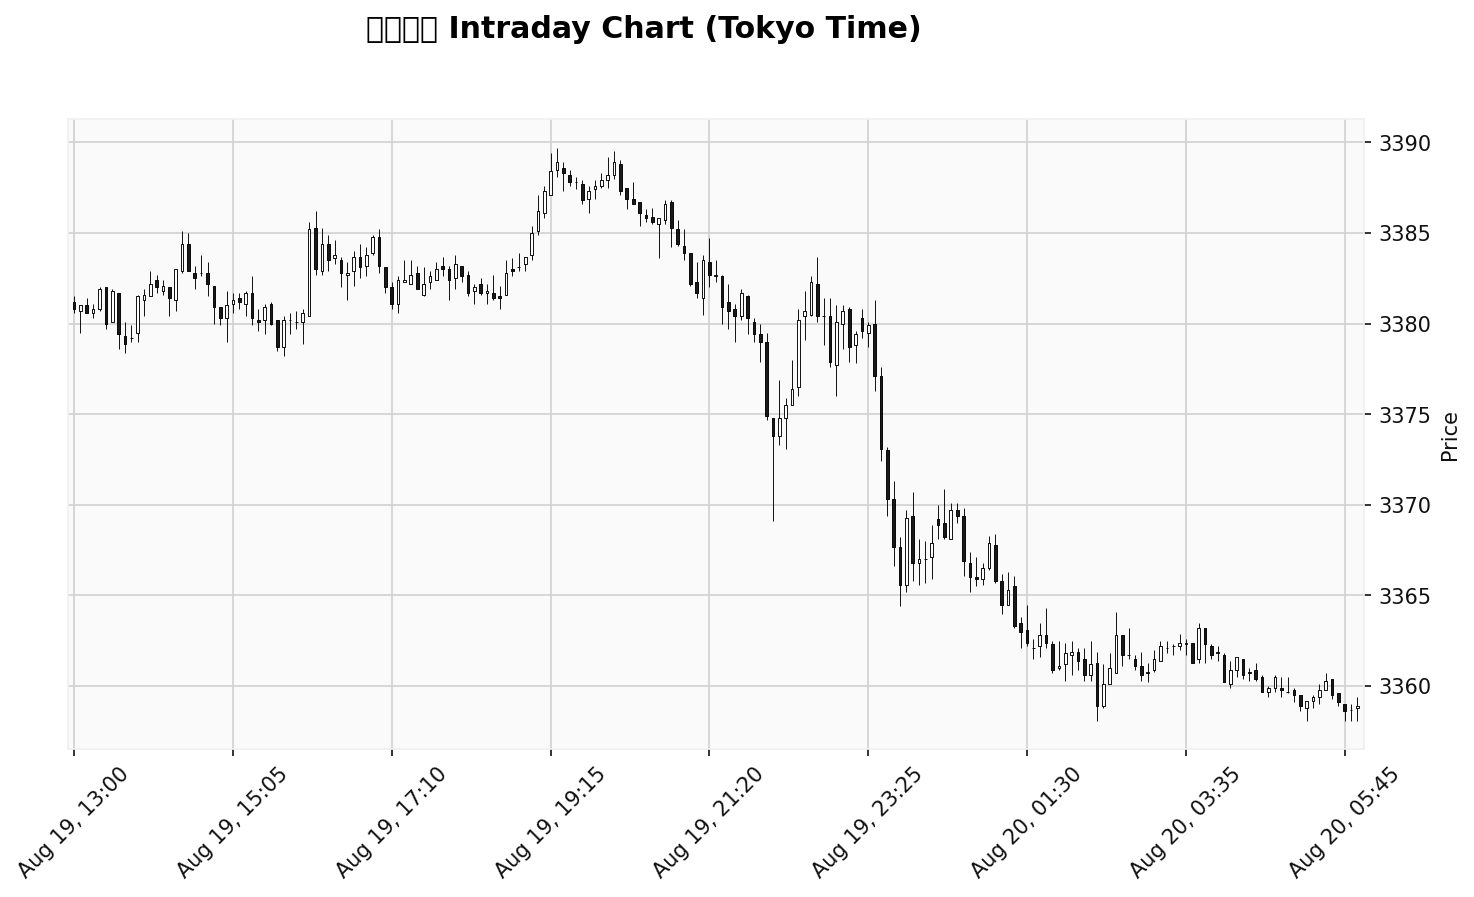 Intraday Chart (Tokyo Time)
3390
3385
3380
3375
3370
3365
3360
Price
Aug 19, 13:00
Aug 19, 15:05
Aug 19, 17:10
Aug 19, 19:15
Aug 19, 21:20
Aug 19, 23:25
Aug 20, 01:30
Aug 20, 03:35
Aug 20, 05:45